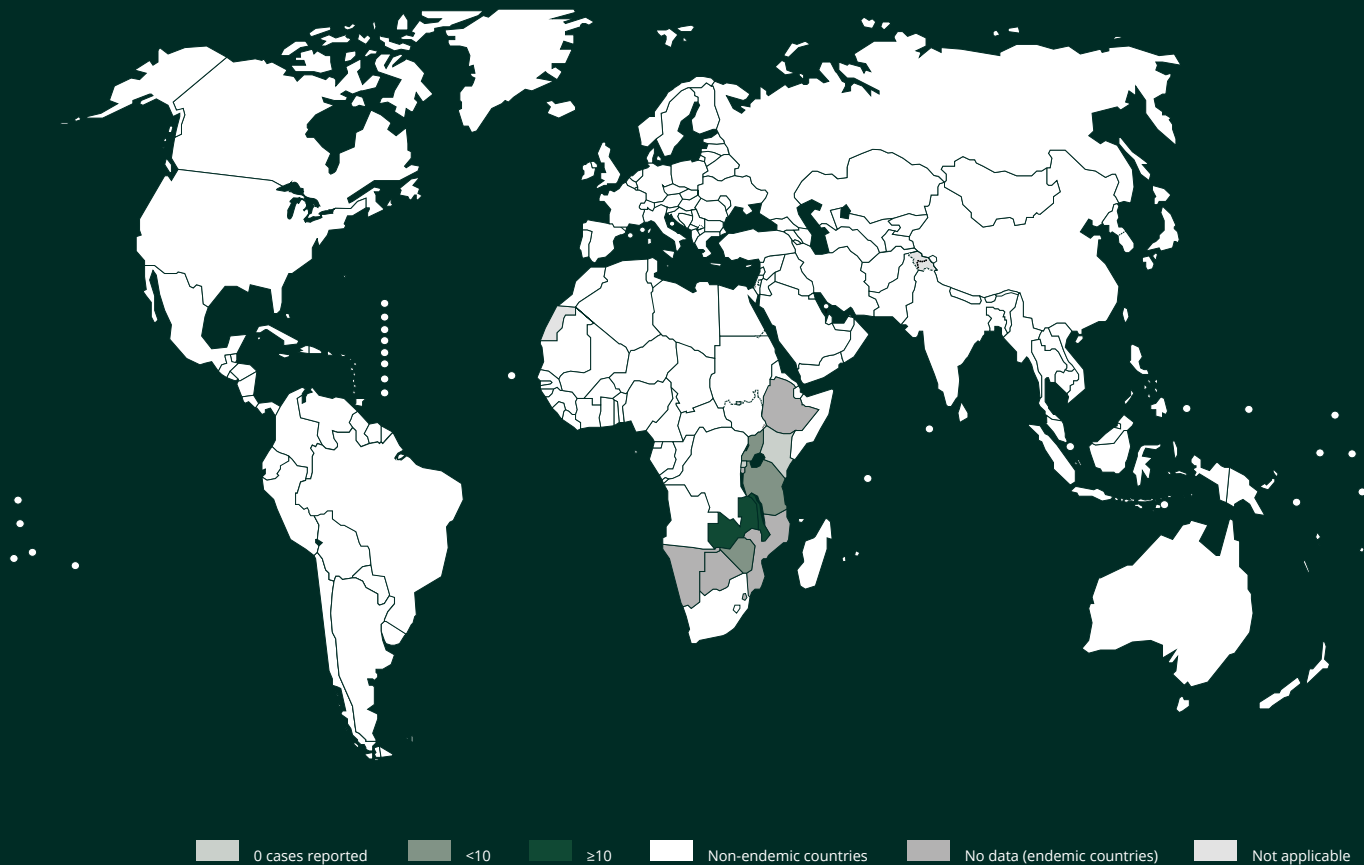 0 cases reported
<10
≥10
Non-endemic countries
No data (endemic countries)
Not applicable